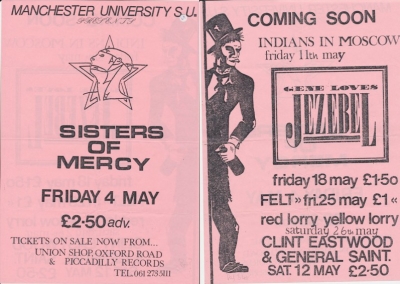 MANCHESTER UNIVERSITY S.U.
PRESENTS
SISTERS
OF
MERCY
FRIDAY 4 MAY
£2·50 adv.
TICKETS ON SALE NOW FROM...
UNION SHOP, OXFORD ROAD
& PICCADILLY RECORDS
TEL. 061 273 5111
COMING SOON
INDIANS IN MOSCOW
friday 11th may
GENE LOVES
JEZEBEL
friday 18 may £1·50
FELT» fri.25 may £1«
red lorry yellow lorry
saturday 26th may
CLINT EASTWOOD
& GENERAL SAINT.
SAT. 12 MAY £2·50